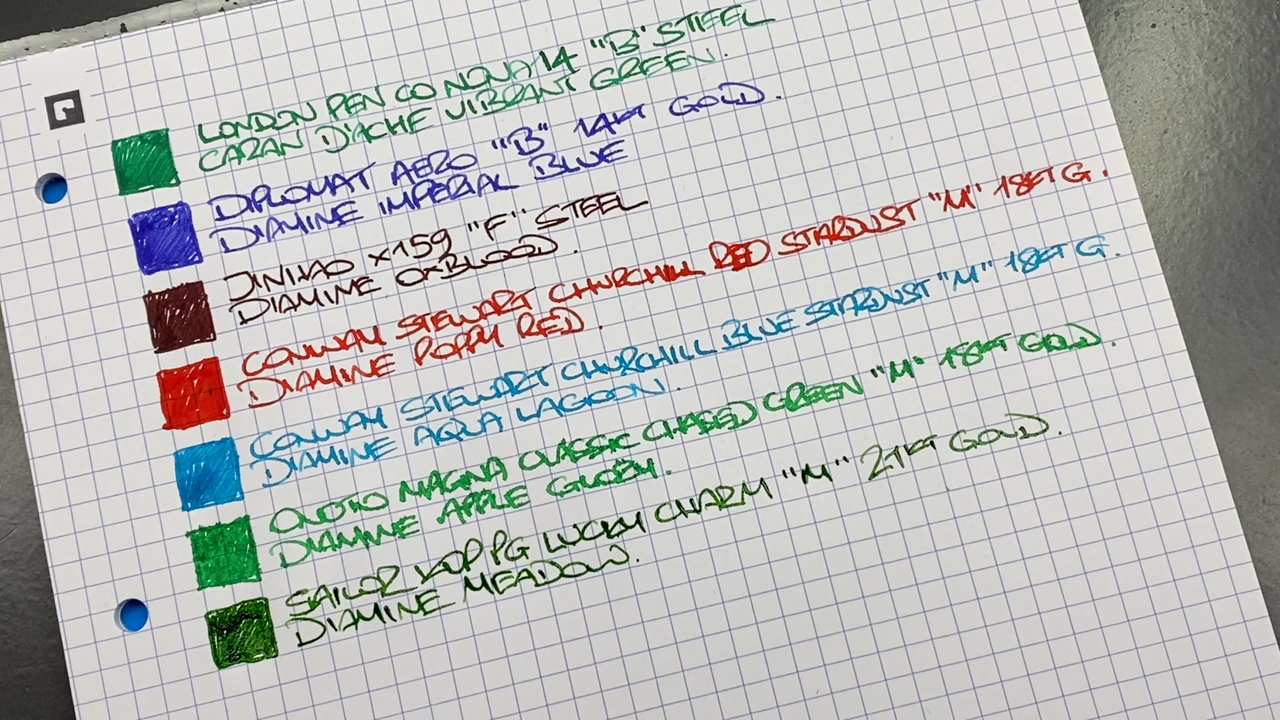 LONDON PEN CO NOVA 14 "B" STEEL
CARAN D'ACHE VIBRANT GREEN.
DIPLOMAT AERO "B" 14KT GOLD.
DIAMINE IMPERIAL BLUE
JINHAO X159 "F" STEEL
DIAMINE OXBLOOD.
CONWAY STEWART CHURCHILL RED STARDUST "M" 18KT G.
DIAMINE POPPY RED.
CONWAY STEWART CHURCHILL BLUE STARDUST "M" 18KT G.
DIAMINE AQUA LAGOON.
ONOTO MAGNA CLASSIC CHASED GREEN "M" 18KT GOLD.
DIAMINE APPLE GLORY.
SAILOR KOP PG LUCKY CHARM "M" 21KT GOLD.
DIAMINE MEADOW.